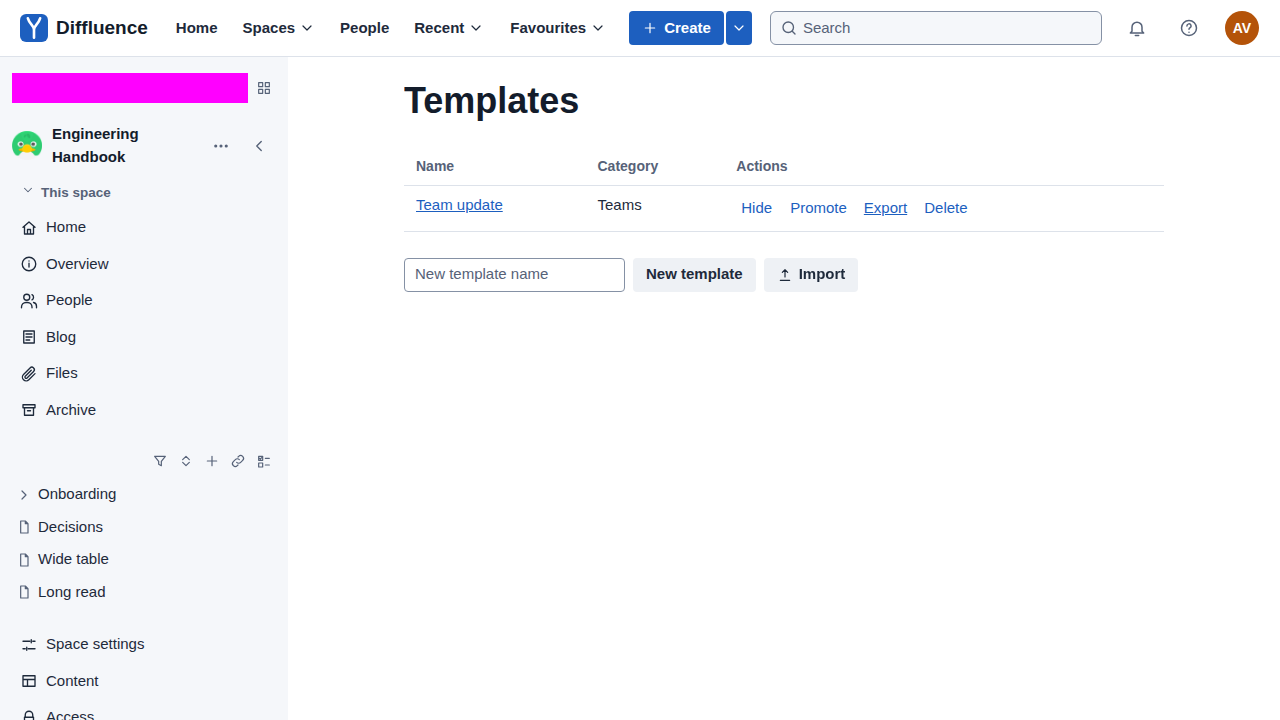 Diffluence Home Spaces People Recent Favourites Create Search AV
Engineering
Handbook
This space
Home
Overview
People
Blog
Files
Archive
Onboarding
Decisions
Wide table
Long read
Space settings
Content
Access
Templates
Name Category Actions
Team update Teams Hide Promote Export Delete
New template name New template Import